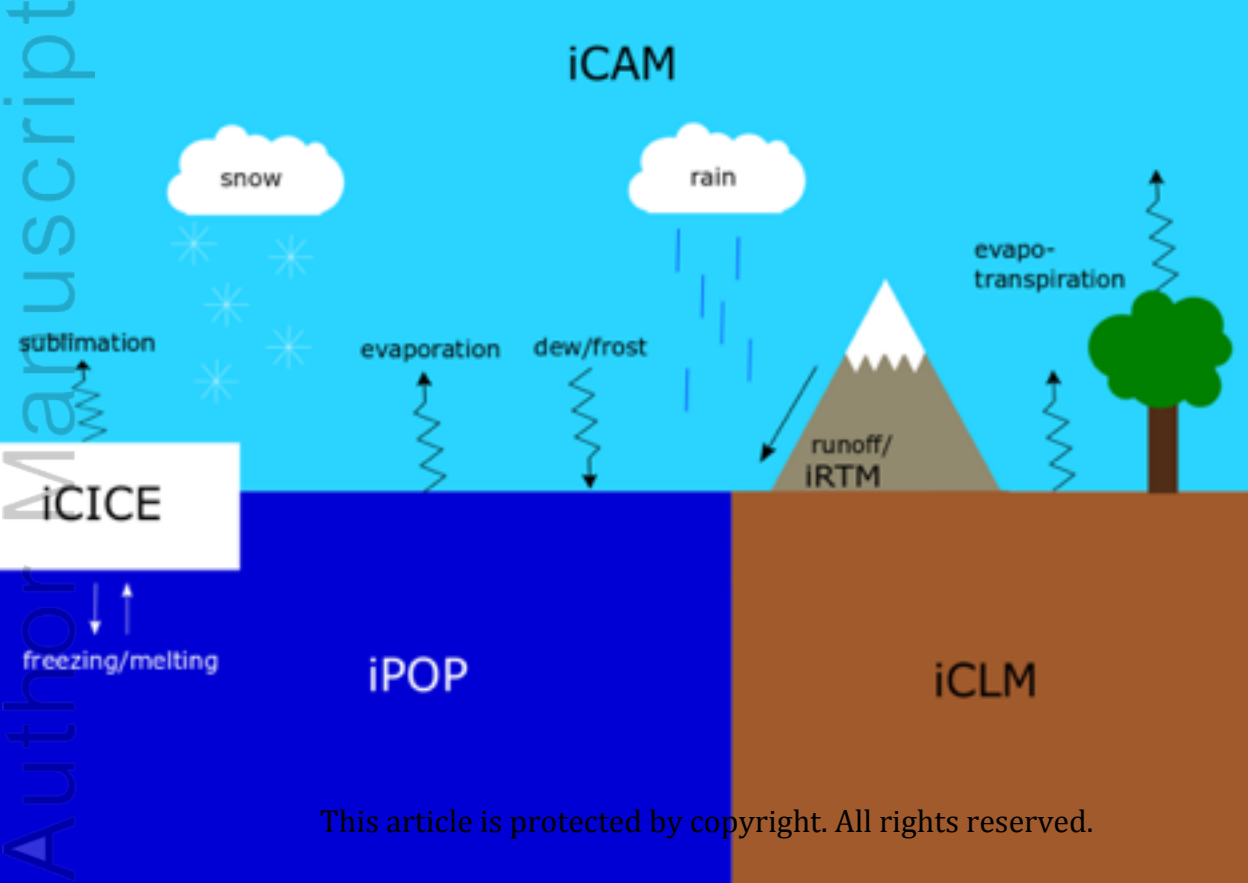 iCAM
snow
rain
evapo-
transpiration
sublimation
evaporation
dew/frost
runoff/
iRTM
iCICE
freezing/melting
iPOP
iCLM
This article is protected by copyright. All rights reserved.
Author Manuscript